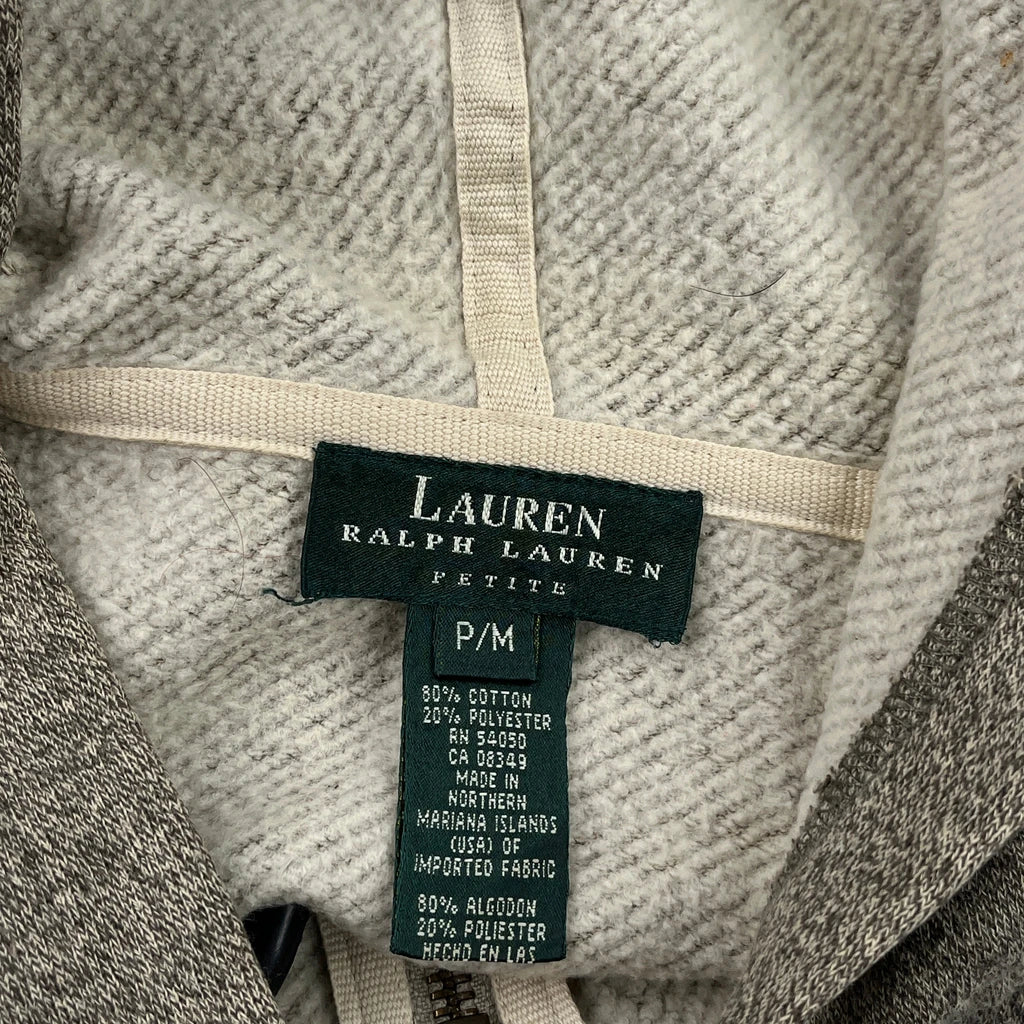 LAUREN
RALPH LAUREN
PETITE
P/M
80% COTTON
20% POLYESTER
RN 54050
CA 08349
MADE IN
NORTHERN
MARIANA ISLANDS
(USA) OF
IMPORTED FABRIC
80% ALGODON
20% POLIESTER
HECHO EN LAS